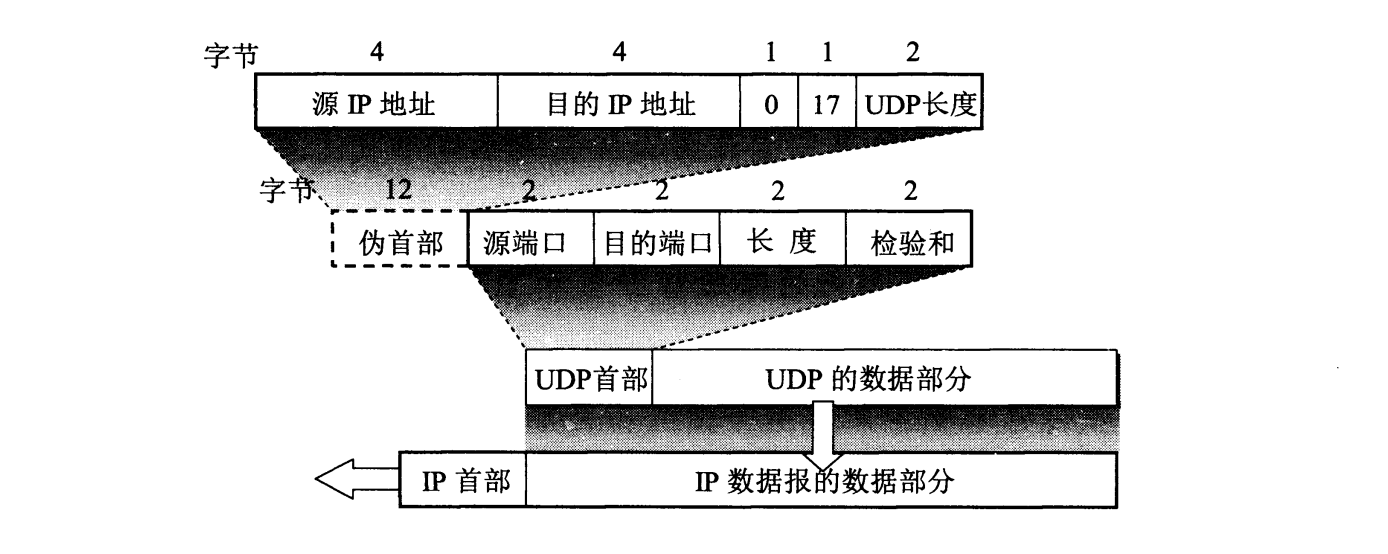 字节 4 4 1 1 2
源 IP 地址 目的 IP 地址 0 17 UDP长度
字节 12 2 2 2 2
伪首部 源端口 目的端口 长 度 检验和
UDP首部 UDP 的数据部分
IP 首部 IP 数据报的数据部分